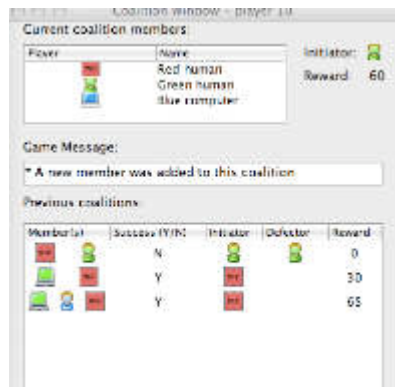 Coalition Window - player 10
Current coalition members:
Player Name
Red human
Green human
Blue computer
Initiator:
Reward: 60
Game Message:
* A new member was added to this coalition
Previous coalitions:
Member(s) Success (Y/N) Initiator Defector Reward
N 0
Y 30
Y 65